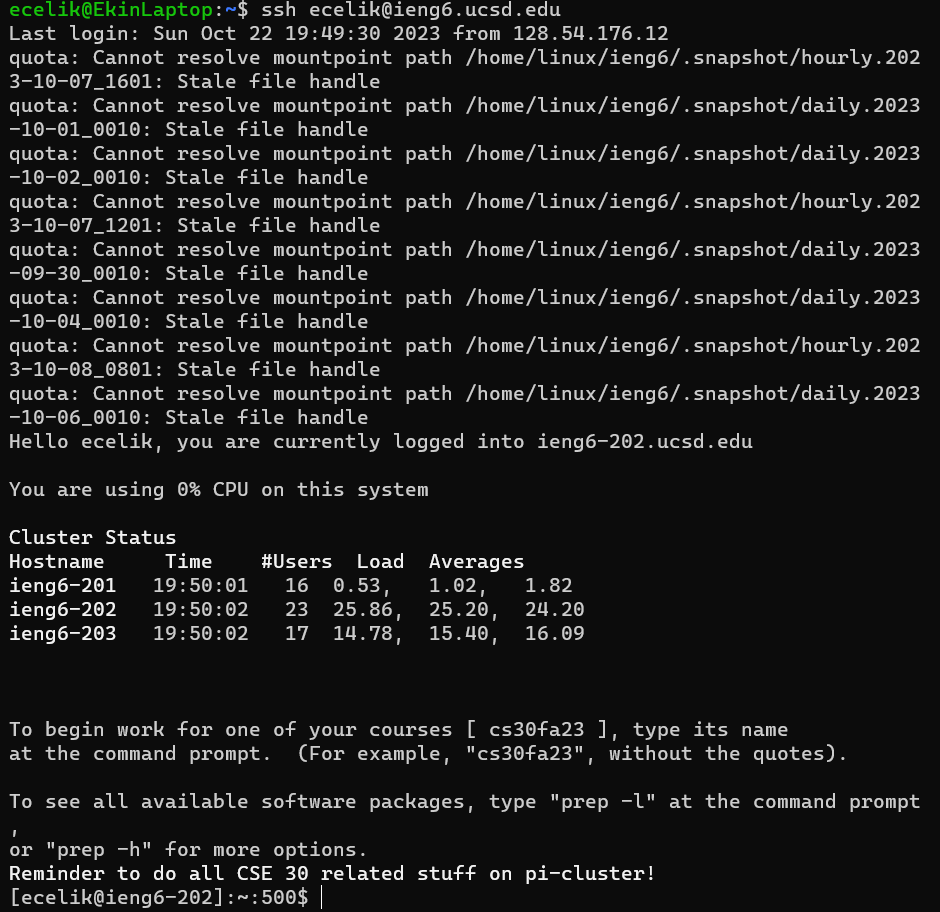 ecelik@EkinLaptop:~$ ssh ecelik@ieng6.ucsd.edu
Last login: Sun Oct 22 19:49:30 2023 from 128.54.176.12
quota: Cannot resolve mountpoint path /home/linux/ieng6/.snapshot/hourly.202
3-10-07_1601: Stale file handle
quota: Cannot resolve mountpoint path /home/linux/ieng6/.snapshot/daily.2023
-10-01_0010: Stale file handle
quota: Cannot resolve mountpoint path /home/linux/ieng6/.snapshot/daily.2023
-10-02_0010: Stale file handle
quota: Cannot resolve mountpoint path /home/linux/ieng6/.snapshot/hourly.202
3-10-07_1201: Stale file handle
quota: Cannot resolve mountpoint path /home/linux/ieng6/.snapshot/daily.2023
-09-30_0010: Stale file handle
quota: Cannot resolve mountpoint path /home/linux/ieng6/.snapshot/daily.2023
-10-04_0010: Stale file handle
quota: Cannot resolve mountpoint path /home/linux/ieng6/.snapshot/hourly.202
3-10-08_0801: Stale file handle
quota: Cannot resolve mountpoint path /home/linux/ieng6/.snapshot/daily.2023
-10-06_0010: Stale file handle
Hello ecelik, you are currently logged into ieng6-202.ucsd.edu

You are using 0% CPU on this system

Cluster Status
Hostname     Time    #Users  Load  Averages
ieng6-201   19:50:01   16  0.53,   1.02,   1.82
ieng6-202   19:50:02   23  25.86,  25.20,  24.20
ieng6-203   19:50:02   17  14.78,  15.40,  16.09

To begin work for one of your courses [ cs30fa23 ], type its name
at the command prompt.  (For example, "cs30fa23", without the quotes).

To see all available software packages, type "prep -l" at the command prompt
,
or "prep -h" for more options.
Reminder to do all CSE 30 related stuff on pi-cluster!
[ecelik@ieng6-202]:~:500$